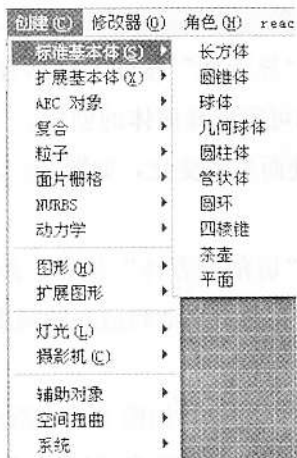 创建(C) 修改器(O) 角色(H) reac
标准基本体(S)
扩展基本体(X)
AEC 对象
复合
粒子
面片栅格
NURBS
动力学
图形(H)
扩展图形
灯光(L)
摄影机(C)
辅助对象
空间扭曲
系统
长方体
圆锥体
球体
几何球体
圆柱体
管状体
圆环
四棱锥
茶壶
平面